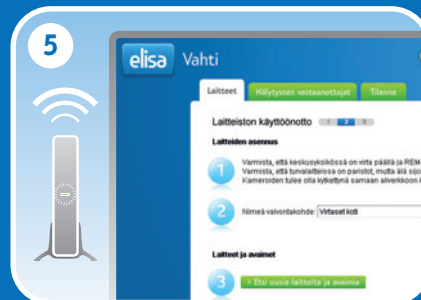 5
elisa Vahti
Laitteet Hälytysten vastaanottajat Tilanne
Laitteiston käyttöönotto 1 2 3
Laitteiden asennus
1 Varmista, että keskusyksikössä on virta päällä ja REM-
Varmista, että turvalaitteissa on paristot, mutta älä sijo
Kameroiden tulee olla kytkettynä samaan aliverkkoon k
2 Nimeä valvontakohde: Virtaset koti
Laitteet ja avaimet
3 > Etsi uusia laitteita ja avaimia